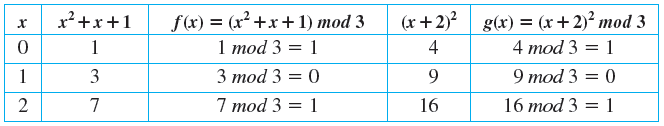 x x² + x + 1 f(x) = (x² + x + 1) mod 3 (x + 2)² g(x) = (x + 2)² mod 3
0 1 1 mod 3 = 1 4 4 mod 3 = 1
1 3 3 mod 3 = 0 9 9 mod 3 = 0
2 7 7 mod 3 = 1 16 16 mod 3 = 1